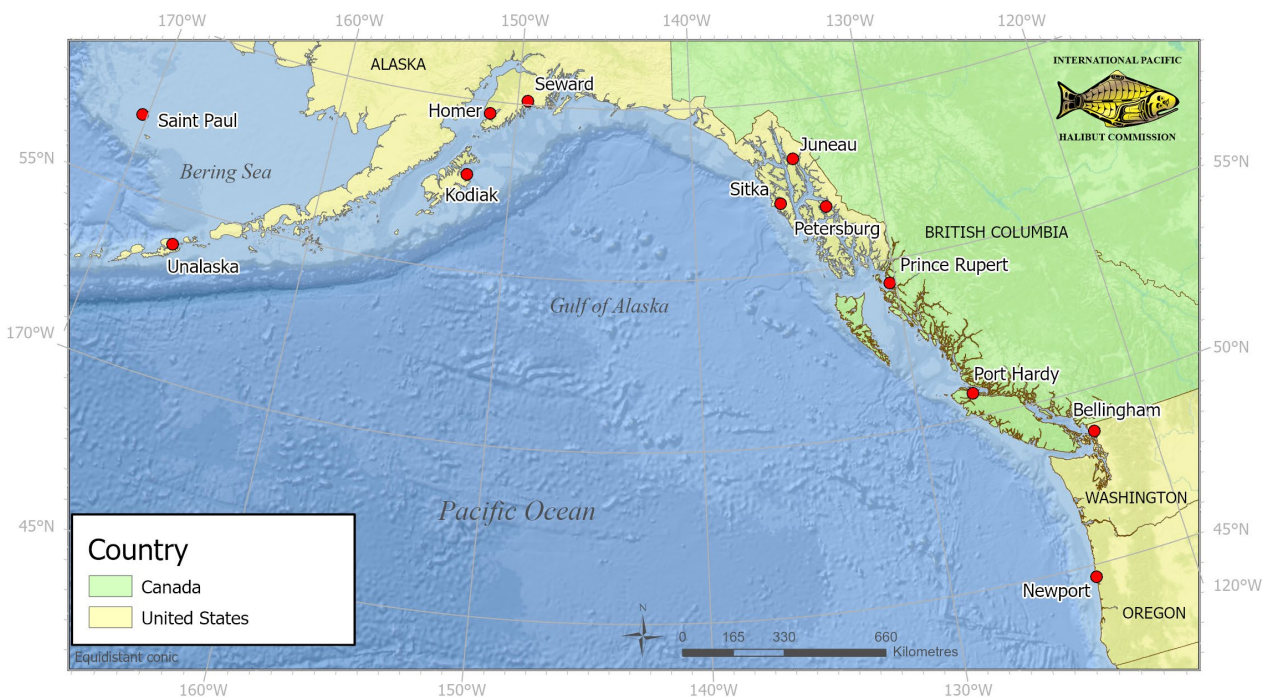 170°W
160°W
150°W
140°W
130°W
120°W
ALASKA
INTERNATIONAL PACIFIC
HALIBUT COMMISSION
Seward
Homer
Saint Paul
Juneau
55°N
55°N
Bering Sea
Kodiak
Sitka
Petersburg
BRITISH COLUMBIA
Unalaska
Prince Rupert
Gulf of Alaska
170°W
50°N
Port Hardy
Bellingham
WASHINGTON
Pacific Ocean
45°N
45°N
Country
Canada
United States
120°W
Newport
OREGON
N
0 165 330 660
Kilometres
Equidistant conic
160°W
150°W
140°W
130°W